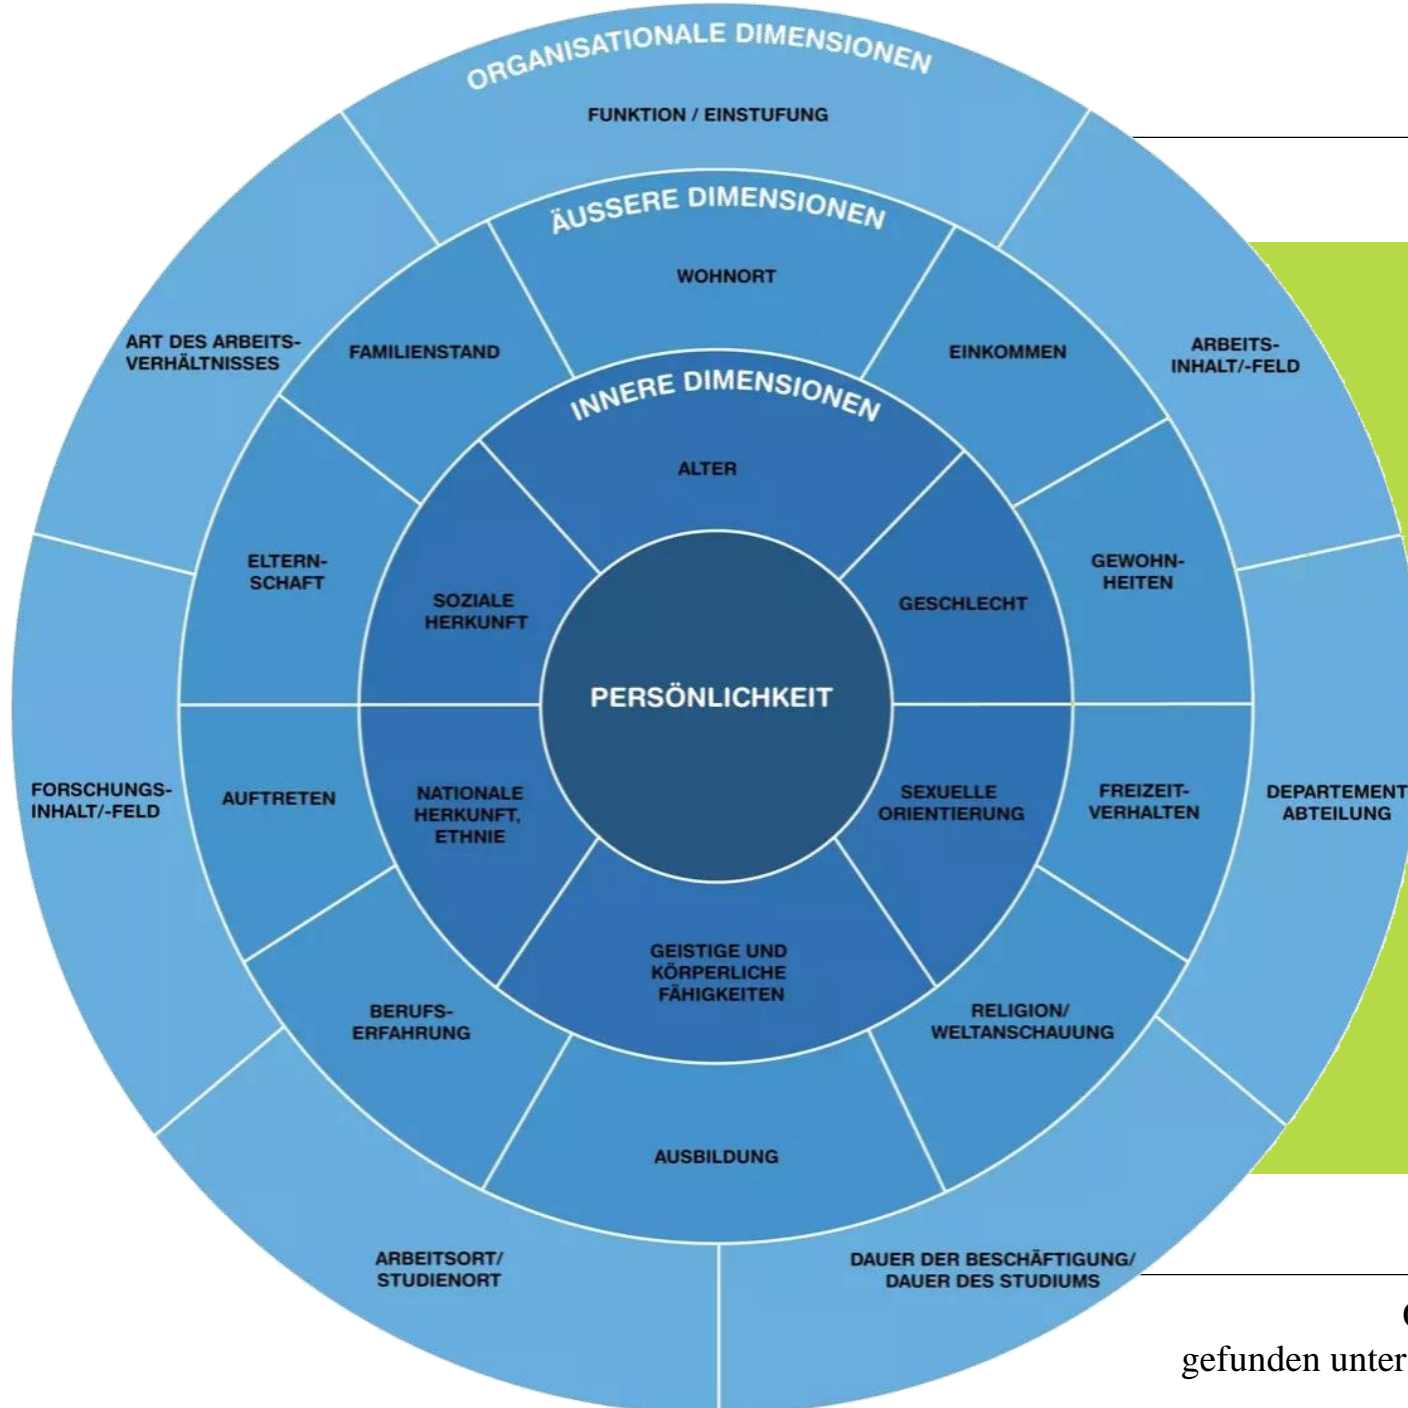 ORGANISATIONALE DIMENSIONEN
FUNKTION / EINSTUFUNG
ÄUSSERE DIMENSIONEN
WOHNORT
ART DES ARBEITS-
VERHÄLTNISSES
FAMILIENSTAND
EINKOMMEN
ARBEITS-
INHALT/-FELD
INNERE DIMENSIONEN
ALTER
ELTERN-
SCHAFT
SOZIALE
HERKUNFT
GESCHLECHT
GEWOHN-
HEITEN
PERSÖNLICHKEIT
FORSCHUNGS-
INHALT/-FELD
AUFTRETEN
NATIONALE
HERKUNFT,
ETHNIE
SEXUELLE
ORIENTIERUNG
FREIZEIT-
VERHALTEN
DEPARTEMENT
ABTEILUNG
GEISTIGE UND
KÖRPERLICHE
FÄHIGKEITEN
BERUFS-
ERFAHRUNG
RELIGION/
WELTANSCHAUUNG
AUSBILDUNG
ARBEITSORT/
STUDIENORT
DAUER DER BESCHÄFTIGUNG/
DAUER DES STUDIUMS
gefunden unter